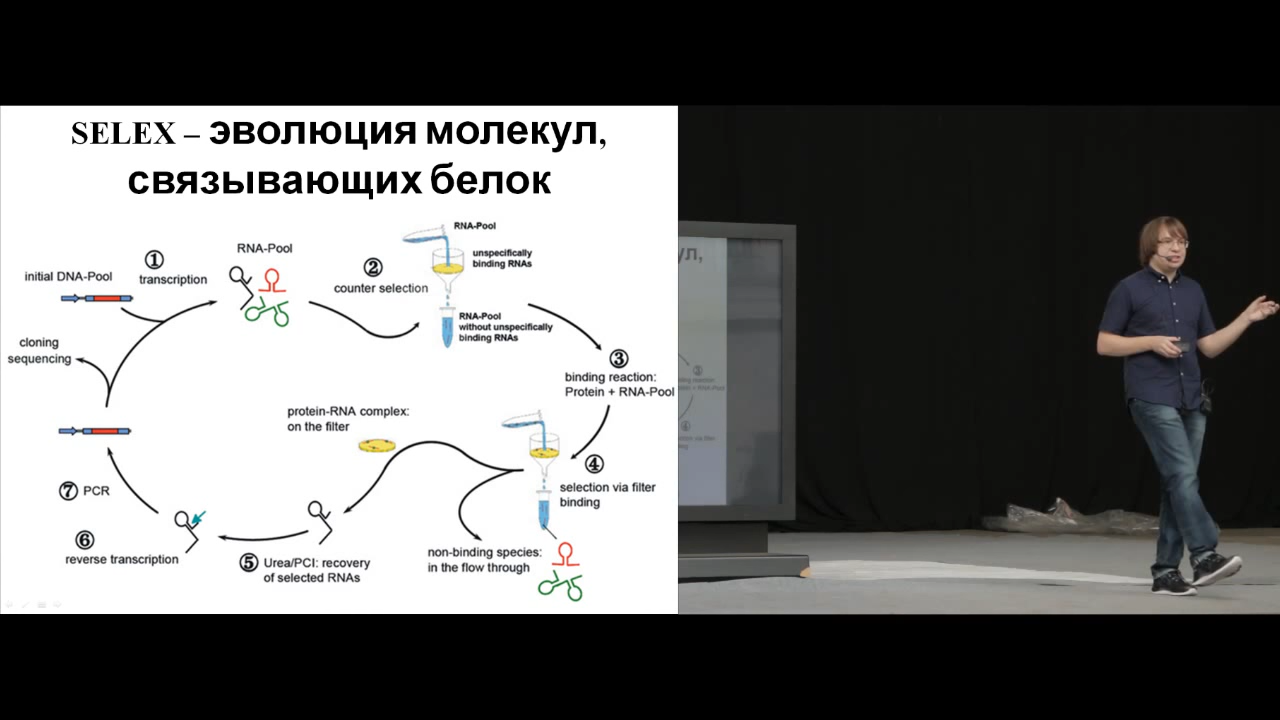 SELEX – эволюция молекул,
связывающих белок
initial DNA-Pool
①
transcription
RNA-Pool
②
counter selection
RNA-Pool
unspecifically
binding RNAs
RNA-Pool
without unspecifically
binding RNAs
③
binding reaction:
Protein + RNA-Pool
④
selection via filter
binding
non-binding species:
in the flow through
protein-RNA complex:
on the filter
⑤ Urea/PCI: recovery
of selected RNAs
⑥
reverse transcription
⑦ PCR
cloning
sequencing
ул,